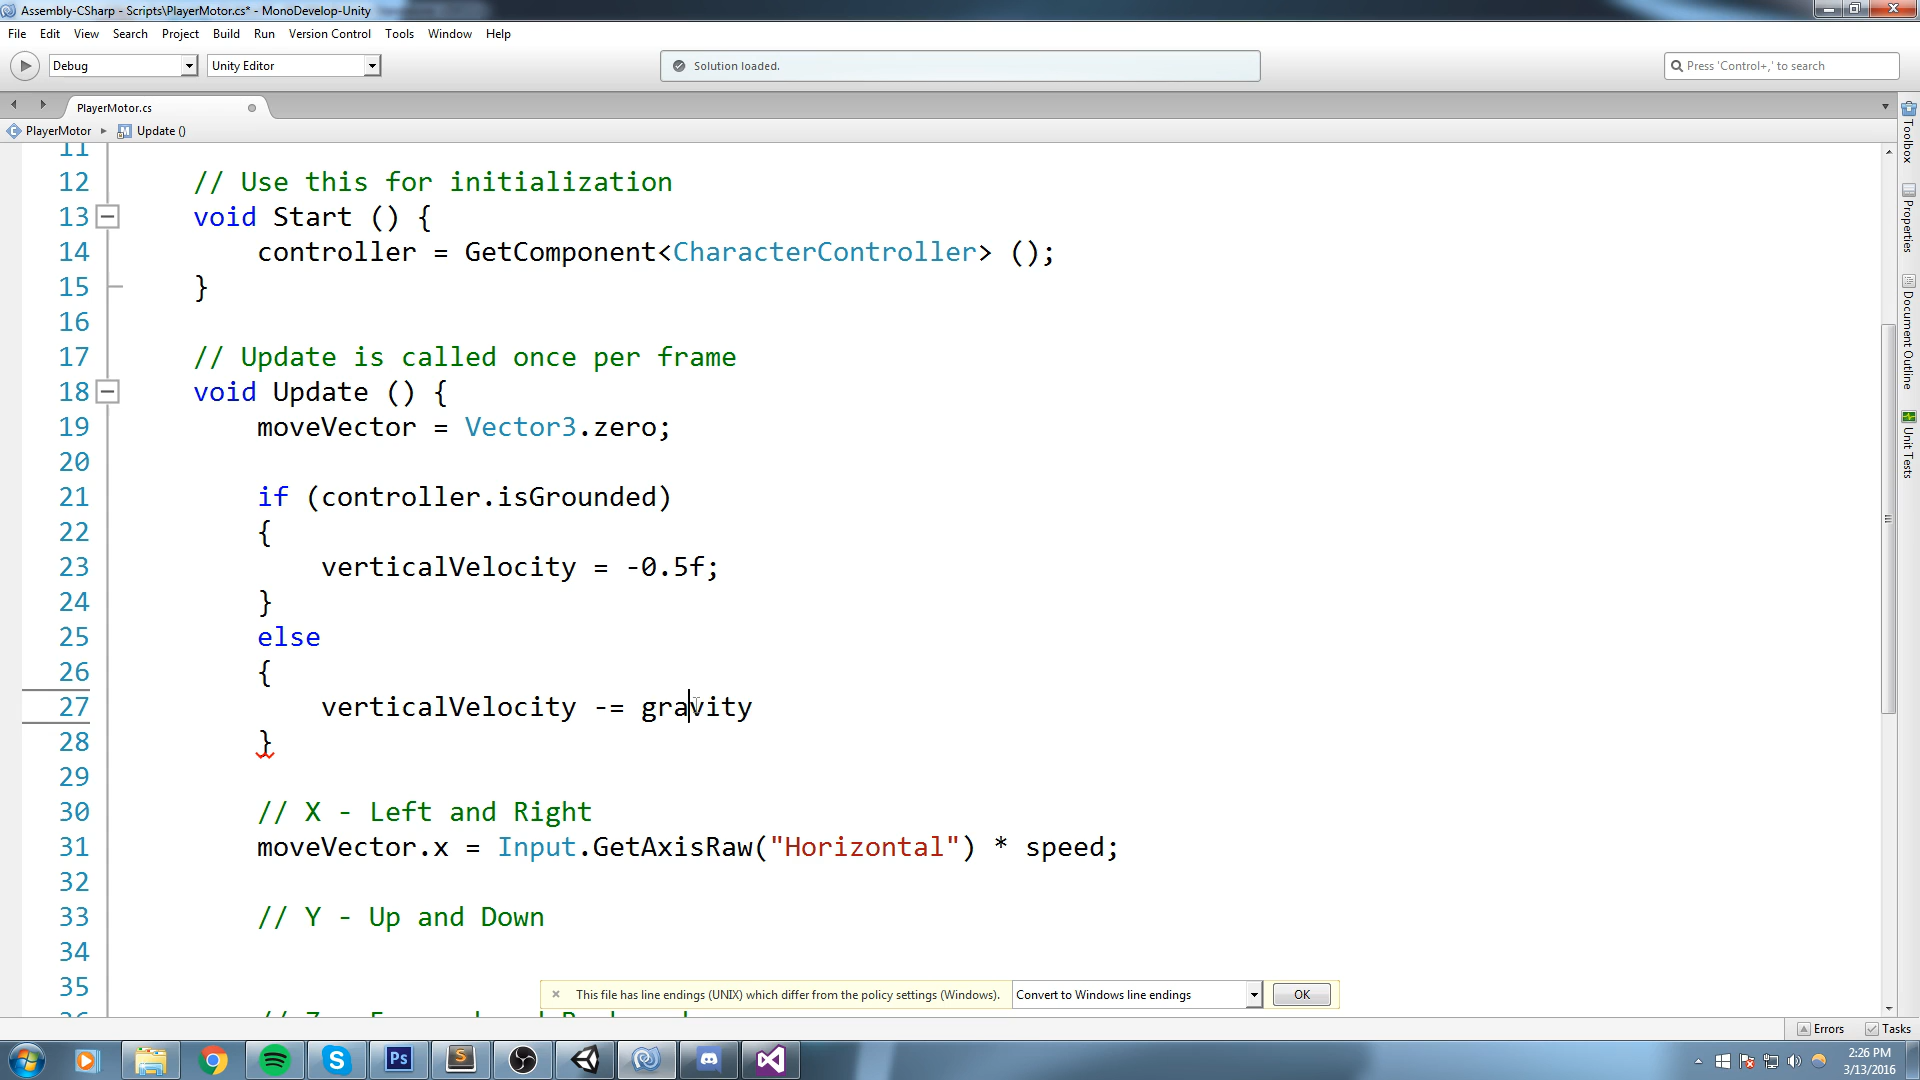 Assembly-CSharp - Scripts\PlayerMotor.cs* - MonoDevelop-Unity
File Edit View Search Project Build Run Version Control Tools Window Help
Debug Unity Editor Solution loaded. Press 'Control+,' to search
PlayerMotor.cs
PlayerMotor Update ()
11
12 // Use this for initialization
13 void Start () {
14 controller = GetComponent<CharacterController> ();
15 }
16
17 // Update is called once per frame
18 void Update () {
19 moveVector = Vector3.zero;
20
21 if (controller.isGrounded)
22 {
23 verticalVelocity = -0.5f;
24 }
25 else
26 {
27 verticalVelocity -= gravity
28 }
29
30 // X - Left and Right
31 moveVector.x = Input.GetAxisRaw("Horizontal") * speed;
32
33 // Y - Up and Down
34
35
This file has line endings (UNIX) which differ from the policy settings (Windows). Convert to Windows line endings OK
Toolbox
Properties
Document Outline
Unit Tests
Errors Tasks
Ps
S
2:26 PM
3/13/2016